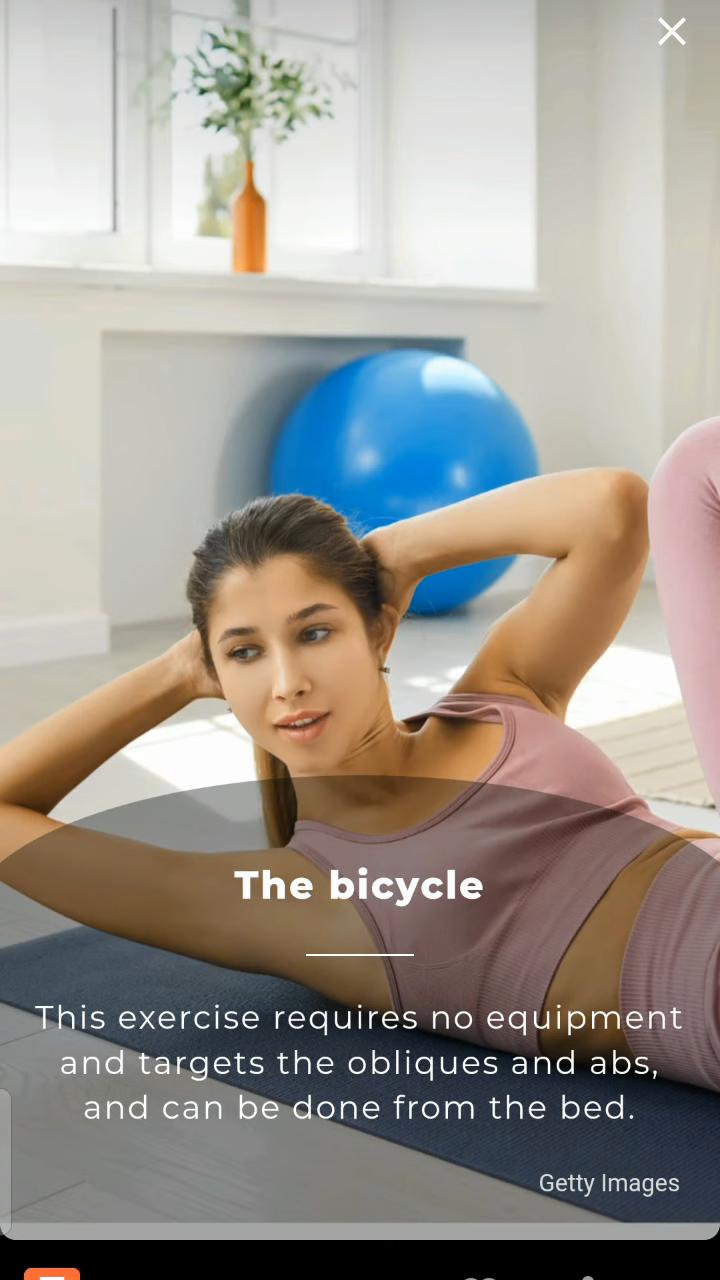 The bicycle
This exercise requires no equipment
and targets the obliques and abs,
and can be done from the bed.
Getty Images